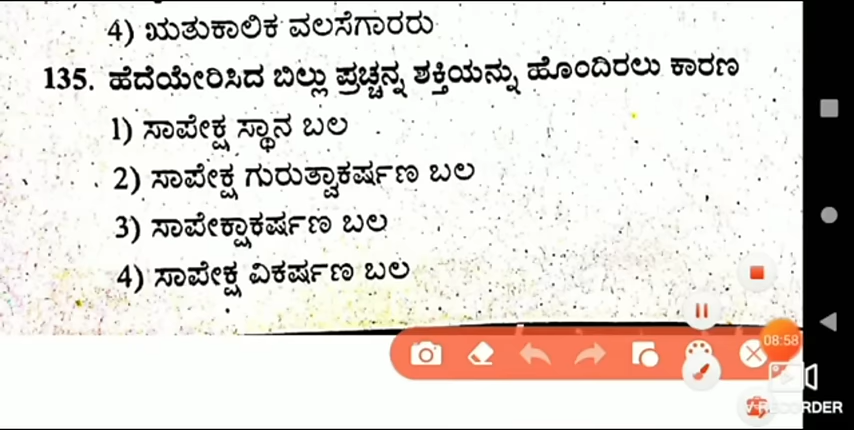 4) ಋತುಕಾಲಿಕ ವಲಸೆಗಾರರು
135. ಹೆದೆಯೇರಿಸಿದ ಬಿಲ್ಲು ಪ್ರಚ್ಛನ್ನ ಶಕ್ತಿಯನ್ನು ಹೊಂದಿರಲು ಕಾರಣ
1) ಸಾಪೇಕ್ಷ ಸ್ಥಾನ ಬಲ
2) ಸಾಪೇಕ್ಷ ಗುರುತ್ವಾಕರ್ಷಣ ಬಲ
3) ಸಾಪೇಕ್ಷಾಕರ್ಷಣ ಬಲ
4) ಸಾಪೇಕ್ಷ ವಿಕರ್ಷಣ ಬಲ
08:58